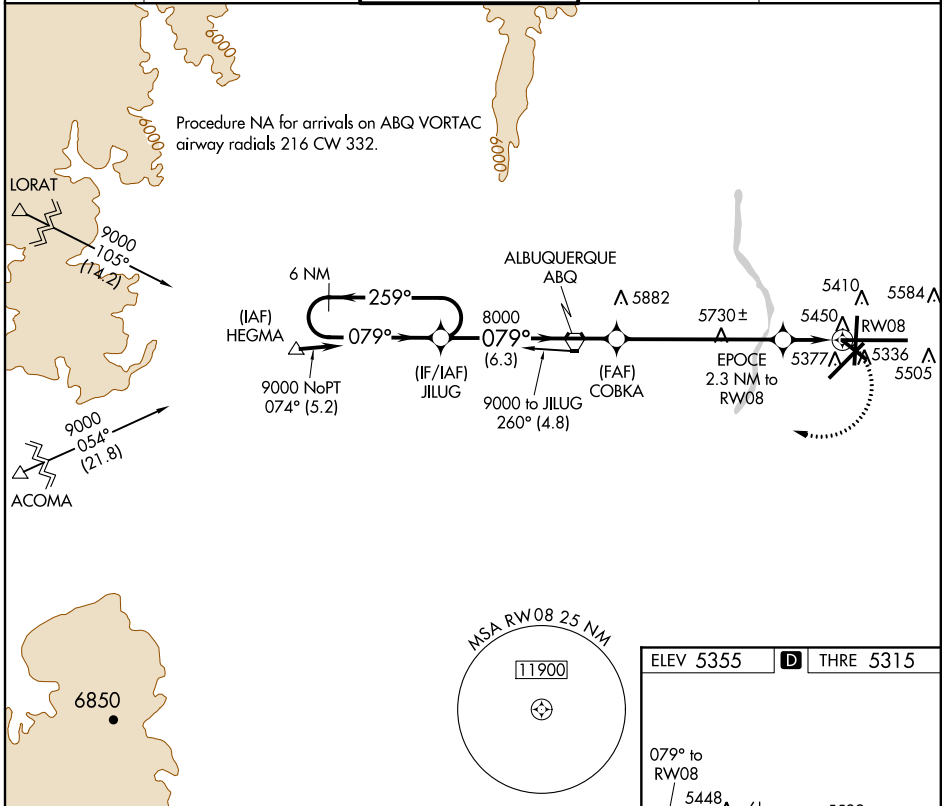 6000
6000
6000
Procedure NA for arrivals on ABQ VORTAC
airway radials 216 CW 332.
LORAT
9000
105°
(14.2)
6 NM
259°
(IAF)
HEGMA
079°
9000 NoPT
074° (5.2)
(IF/IAF)
JILUG
8000
079°
(6.3)
ALBUQUERQUE
ABQ
9000 to JILUG
260° (4.8)
5882
(FAF)
COBKA
5730 ±
EPOCE
2.3 NM to
RW08
5410
5584
5450
RW08
5377
5336
5505
9000
054°
(21.8)
ACOMA
6850
MSA RW08 25 NM
11900
ELEV 5355
D
THRE 5315
079° to
RW08
5448